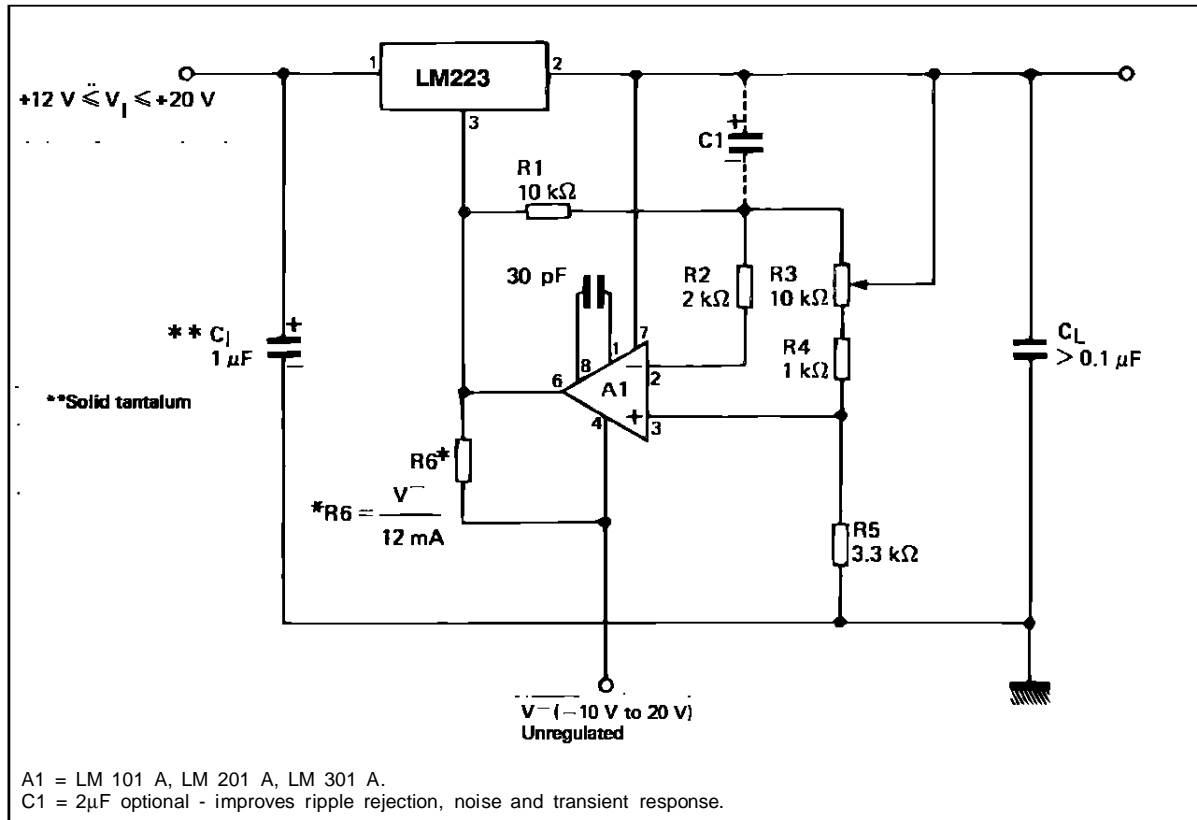 1
LM223
2
3
+12 V ≤ V_I ≤ +20 V
C1
+
−
R1
10 kΩ
30 pF
R2
2 kΩ
R3
10 kΩ
** C_I
1 μF
+
−
8
1
7
−
2
6
A1
+
3
4
R4
1 kΩ
C_L
> 0.1 μF
**Solid tantalum
R6*
*R6 = V⁻ / 12 mA
R5
3.3 kΩ
V⁻ (−10 V to 20 V)
Unregulated
A1 = LM 101 A, LM 201 A, LM 301 A.
C1 = 2μF optional - improves ripple rejection, noise and transient response.